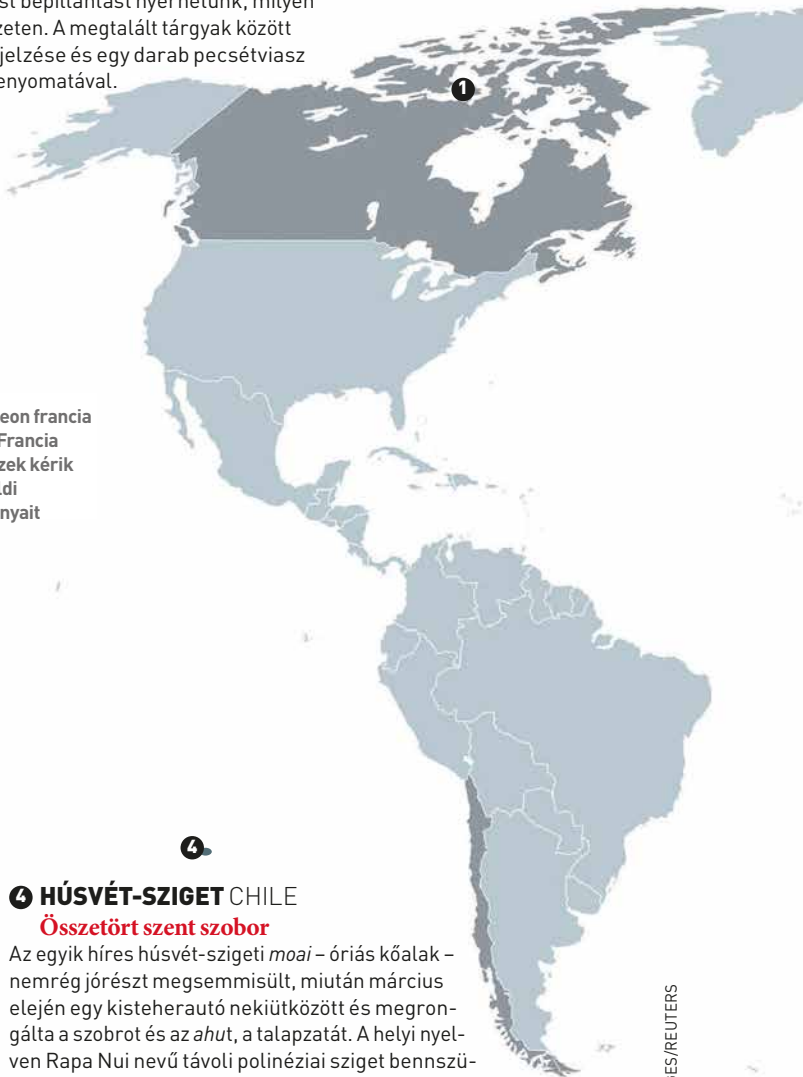 st bepillantást nyerhetünk, milyen
zeten. A megtalált tárgyak között
jelzése és egy darab pecsétviasz
enyomatával.
1
eon francia
Francia
zek kérik
ldi
nyait
4
4 HÚSVÉT-SZIGET CHILE
Összetört szent szobor
Az egyik híres húsvét-szigeti moai – óriás kőalak –
nemrég jórészt megsemmisült, miután március
elején egy kisteherautó nekiütközött és megron-
gálta a szobrot és az ahut, a talapzatát. A helyi nyel-
ven Rapa Nui nevű távoli polinéziai sziget bennszü-
GES/REUTERS